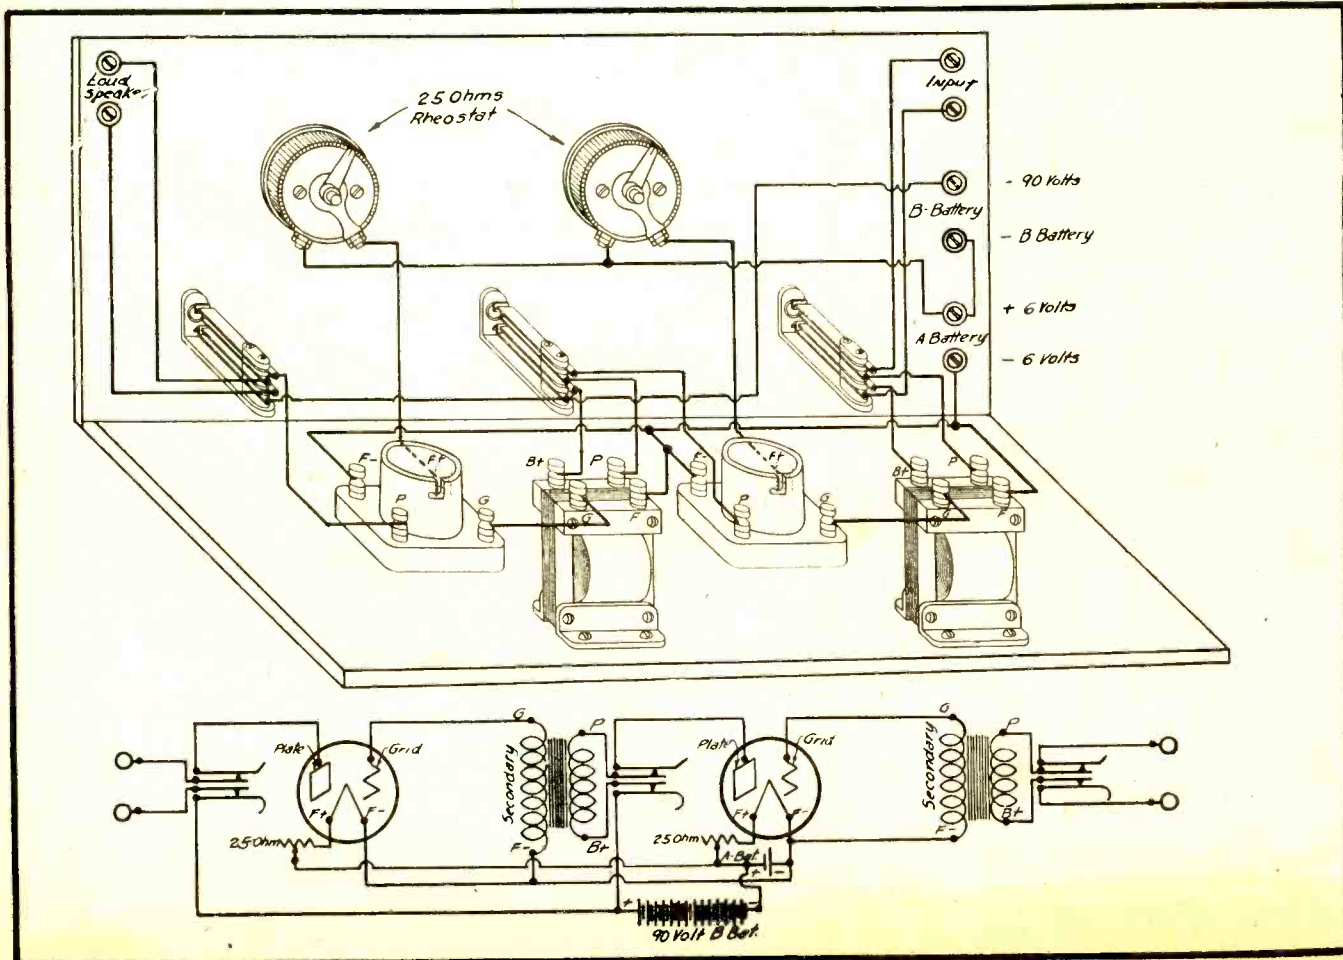 Loud
speaker
25 Ohms
Rheostat
Input
- 90 Volts
B-Battery
- B Battery
+ 6 Volts
A Battery
- 6 Volts
F-
F+
P
G
B+
P
G
F
F-
F+
P
G
B+
P
G
F
Plate
Grid
F+
F-
25 Ohm
G
Secondary
F-
P
B+
Plate
Grid
F+
F-
25 Ohm
A-Bat.
+ -
G
Secondary
F-
P
B+
+ -
90 Volt B Bat.